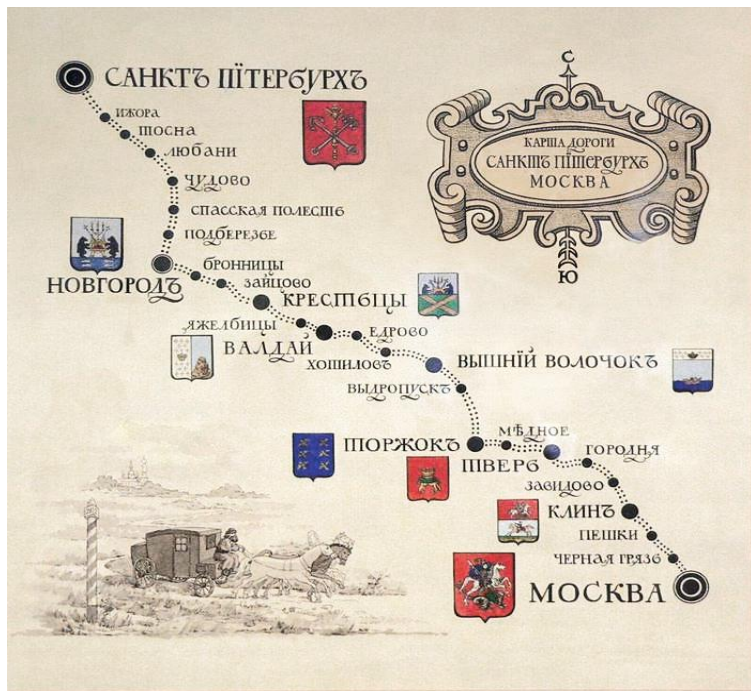 САНКТЪ ПІТЕРБУРХЪ
ИЖОРА
ТОСНА
ЛЮБАНИ
ЧУДОВО
СПАССКАЯ ПОЛЕСТЬ
ПОДБЕРЕЗЬЕ
НОВГОРОДЪ
БРОННИЦЫ
ЗАЙЦОВО
КРЕСТЬЦЫ
ЯЖЕЛБИЦЫ
ВАЛДАЙ
ЕДРОВО
ХОТИЛОВЪ
ВЫШНІЙ ВОЛОЧОКЪ
ВЫДРОПУСКЪ
ТОРЖОКЪ
МѢДНОЕ
ТВЕРЬ
ГОРОДНЯ
ЗАВИДОВО
КЛИНЪ
ПЕШКИ
ЧЕРНАЯ ГРЯЗЬ
МОСКВА
С
КАРТА ДОРОГИ
САНКТЪ ПІТЕРБУРХЪ
МОСКВА
Ю